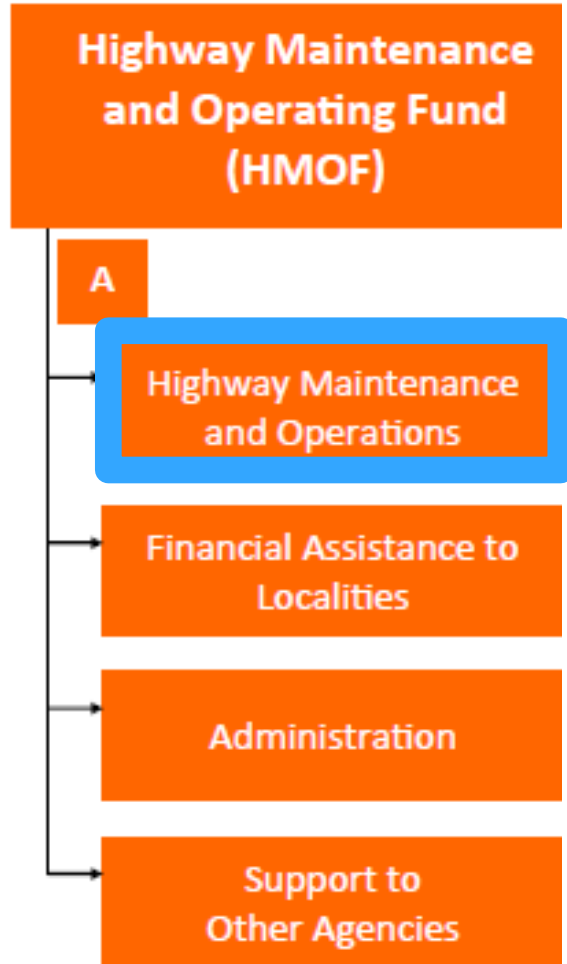 Highway Maintenance
and Operating Fund
(HMOF)
A
Highway Maintenance
and Operations
Financial Assistance to
Localities
Administration
Support to
Other Agencies